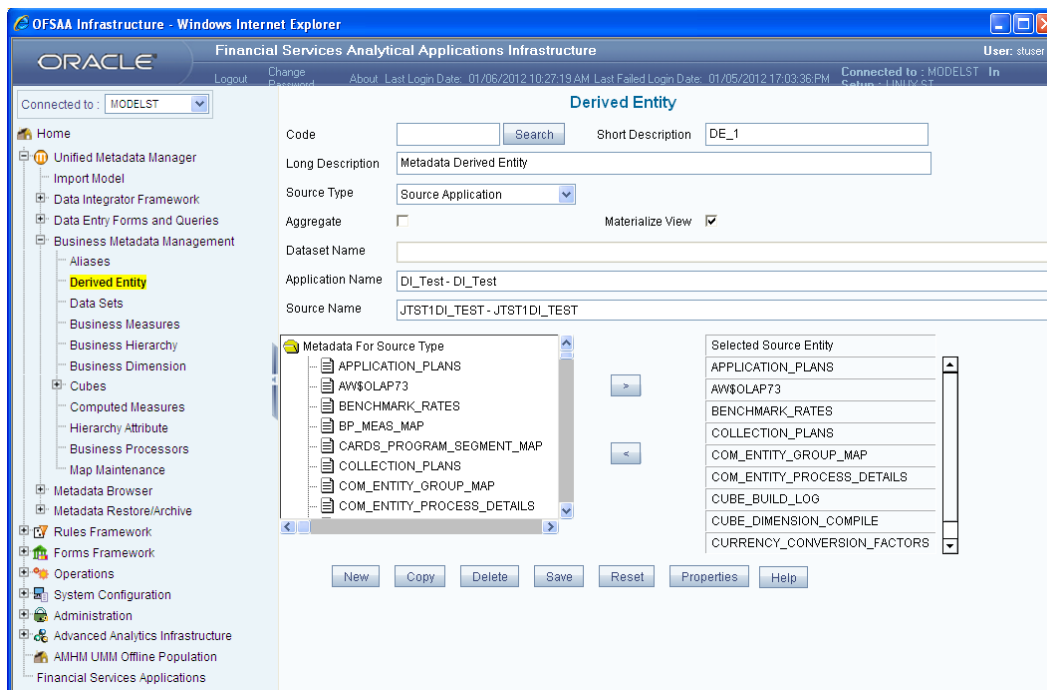 OFSAA Infrastructure - Windows Internet Explorer
ORACLE
Financial Services Analytical Applications Infrastructure
User: stuser
Logout Change Password About Last Login Date: 01/06/2012 10:27:19 AM Last Failed Login Date: 01/05/2012 17:03:36:PM Connected to : MODELST In
Setup : LINUX ST
Connected to : MODELST
Home
Unified Metadata Manager
Import Model
Data Integrator Framework
Data Entry Forms and Queries
Business Metadata Management
Aliases
Derived Entity
Data Sets
Business Measures
Business Hierarchy
Business Dimension
Cubes
Computed Measures
Hierarchy Attribute
Business Processors
Map Maintenance
Metadata Browser
Metadata Restore/Archive
Rules Framework
Forms Framework
Operations
System Configuration
Administration
Advanced Analytics Infrastructure
AMHM UMM Offline Population
Financial Services Applications
Derived Entity
Code Search Short Description DE_1
Long Description Metadata Derived Entity
Source Type Source Application
Aggregate Materialize View
Dataset Name
Application Name DI_Test - DI_Test
Source Name JTST1DI_TEST - JTST1DI_TEST
Metadata For Source Type
APPLICATION_PLANS
AW$OLAP73
BENCHMARK_RATES
BP_MEAS_MAP
CARDS_PROGRAM_SEGMENT_MAP
COLLECTION_PLANS
COM_ENTITY_GROUP_MAP
COM_ENTITY_PROCESS_DETAILS
>
<
Selected Source Entity
APPLICATION_PLANS
AW$OLAP73
BENCHMARK_RATES
COLLECTION_PLANS
COM_ENTITY_GROUP_MAP
COM_ENTITY_PROCESS_DETAILS
CUBE_BUILD_LOG
CUBE_DIMENSION_COMPILE
CURRENCY_CONVERSION_FACTORS
New Copy Delete Save Reset Properties Help